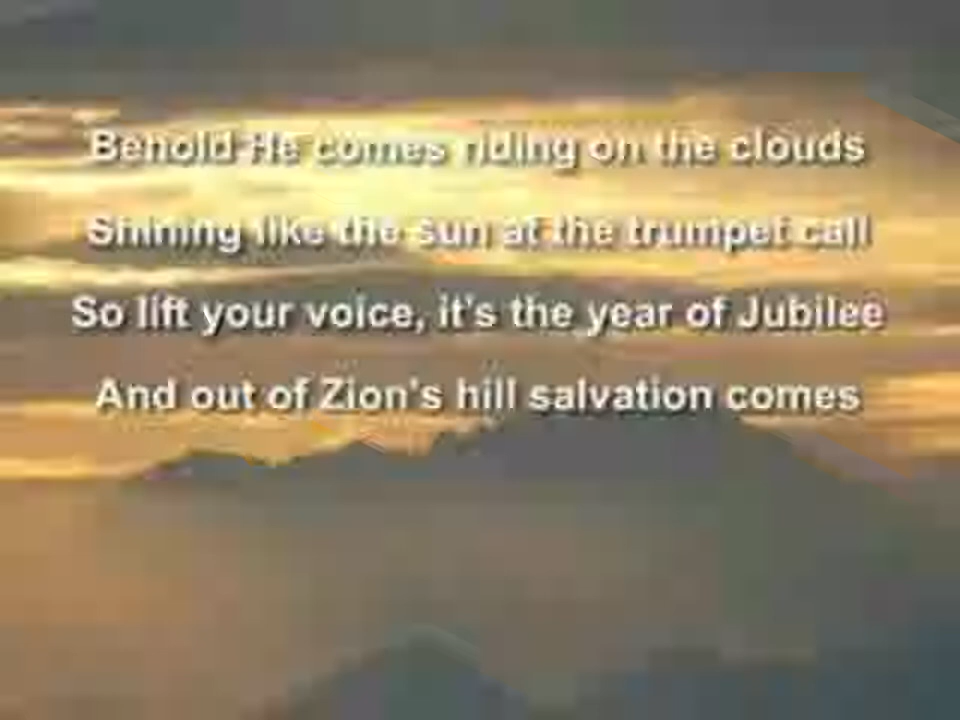 Behold He comes riding on the clouds
Shining like the sun at the trumpet call
So lift your voice, it's the year of Jubilee
And out of Zion's hill salvation comes